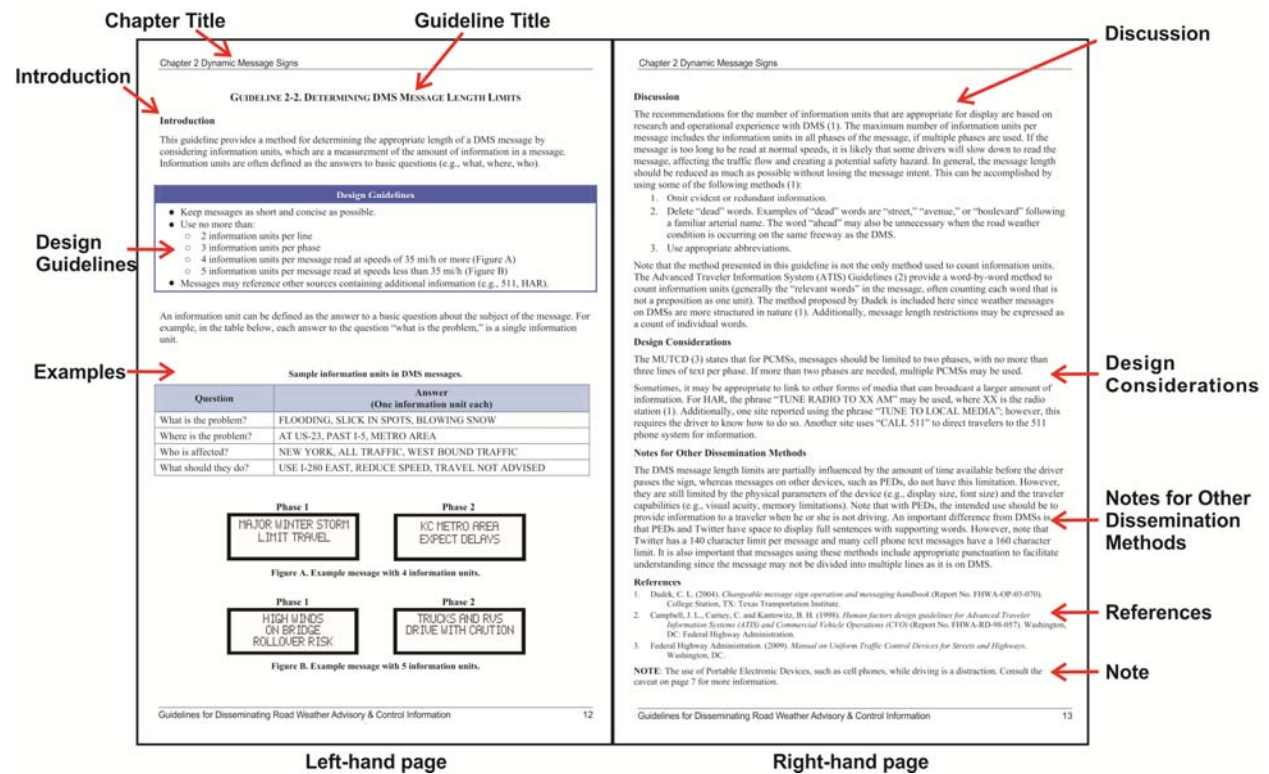 Chapter Title
Guideline Title
Discussion
Introduction
Design
Guidelines
Examples
Design
Considerations
Notes for Other
Dissemination
Methods
References
Note
Chapter 2 Dynamic Message Signs
GUIDELINE 2-2. DETERMINING DMS MESSAGE LENGTH LIMITS
Introduction
This guideline provides a method for determining the appropriate length of a DMS message by
considering information units, which are a measurement of the amount of information in a message.
Information units are often defined as the answers to basic questions (e.g., what, where, who).
Design Guidelines
● Keep messages as short and concise as possible.
● Use no more than:
○ 2 information units per line
○ 3 information units per phase
○ 4 information units per message read at speeds of 35 mi/h or more (Figure A)
○ 5 information units per message read at speeds less than 35 mi/h (Figure B)
● Messages may reference other sources containing additional information (e.g., 511, HAR).
An information unit can be defined as the answer to a basic question about the subject of the message. For
example, in the table below, each answer to the question “what is the problem,” is a single information
unit.
Sample information units in DMS messages.
Question
Answer
(One information unit each)
What is the problem? FLOODING, SLICK IN SPOTS, BLOWING SNOW
Where is the problem? AT US-23, PAST I-5, METRO AREA
Who is affected? NEW YORK, ALL TRAFFIC, WEST BOUND TRAFFIC
What should they do? USE I-280 EAST, REDUCE SPEED, TRAVEL NOT ADVISED
Phase 1
MAJOR WINTER STORM
LIMIT TRAVEL
Phase 2
KC METRO AREA
EXPECT DELAYS
Figure A. Example message with 4 information units.
Phase 1
HIGH WINDS
ON BRIDGE
ROLLOVER RISK
Phase 2
TRUCKS AND RVS
DRIVE WITH CAUTION
Figure B. Example message with 5 information units.
Guidelines for Disseminating Road Weather Advisory & Control Information 12
Left-hand page
Chapter 2 Dynamic Message Signs
Discussion
The recommendations for the number of information units that are appropriate for display are based on
research and operational experience with DMS (1). The maximum number of information units per
message includes the information units in all phases of the message, if multiple phases are used. If the
message is too long to be read at normal speeds, it is likely that some drivers will slow down to read the
message, affecting the traffic flow and creating a potential safety hazard. In general, the message length
should be reduced as much as possible without losing the message intent. This can be accomplished by
using some of the following methods (1):
1. Omit evident or redundant information.
2. Delete “dead” words. Examples of “dead” words are “street,” “avenue,” or “boulevard” following
a familiar arterial name. The word “ahead” may also be unnecessary when the road weather
condition is occurring on the same freeway as the DMS.
3. Use appropriate abbreviations.
Note that the method presented in this guideline is not the only method used to count information units.
The Advanced Traveler Information System (ATIS) Guidelines (2) provide a word-by-word method to
count information units (generally the “relevant words” in the message, often counting each word that is
not a preposition as one unit). The method proposed by Dudek is included here since weather messages
on DMSs are more structured in nature (1). Additionally, message length restrictions may be expressed as
a count of individual words.
Design Considerations
The MUTCD (3) states that for PCMSs, messages should be limited to two phases, with no more than
three lines of text per phase. If more than two phases are needed, multiple PCMSs may be used.
Sometimes, it may be appropriate to link to other forms of media that can broadcast a larger amount of
information. For HAR, the phrase “TUNE RADIO TO XX AM” may be used, where XX is the radio
station (1). Additionally, one site reported using the phrase “TUNE TO LOCAL MEDIA”; however, this
requires the driver to know how to do so. Another site uses “CALL 511” to direct travelers to the 511
phone system for information.
Notes for Other Dissemination Methods
The DMS message length limits are partially influenced by the amount of time available before the driver
passes the sign, whereas messages on other devices, such as PEDs, do not have this limitation. However,
they are still limited by the physical parameters of the device (e.g., display size, font size) and the traveler
capabilities (e.g., visual acuity, memory limitations). Note that with PEDs, the intended use should be to
provide information to a traveler when he or she is not driving. An important difference from DMSs is
that PEDs and Twitter have space to display full sentences with supporting words. However, note that
Twitter has a 140 character limit per message and many cell phone text messages have a 160 character
limit. It is also important that messages using these methods include appropriate punctuation to facilitate
understanding since the message may not be divided into multiple lines as it is on DMS.
References
1. Dudek, C. L. (2004). Changeable message sign operation and messaging handbook (Report No. FHWA-OP-03-070).
College Station, TX: Texas Transportation Institute.
2. Campbell, J. L., Carney, C. and Kantowitz, B. H. (1998). Human factors design guidelines for Advanced Traveler
Information Systems (ATIS) and Commercial Vehicle Operations (CVO) (Report No. FHWA-RD-98-057). Washington,
DC: Federal Highway Administration.
3. Federal Highway Administration. (2009). Manual on Uniform Traffic Control Devices for Streets and Highways.
Washington, DC.
NOTE: The use of Portable Electronic Devices, such as cell phones, while driving is a distraction. Consult the
caveat on page 7 for more information.
Guidelines for Disseminating Road Weather Advisory & Control Information 13
Right-hand page